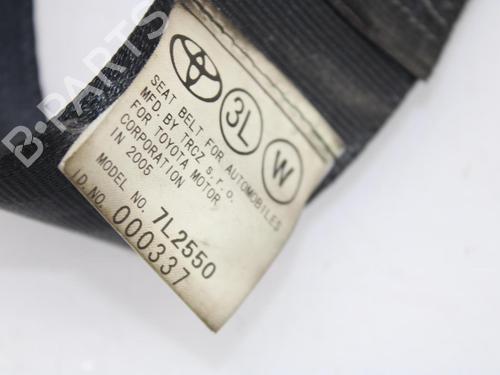 3L W
SEAT BELT FOR AUTOMOBILES
MFD. BY TRCZ s.r.o.
FOR TOYOTA MOTOR
CORPORATION
IN 2005
MODEL NO. 7L2550
I.D. NO. 000337
B-PARTS